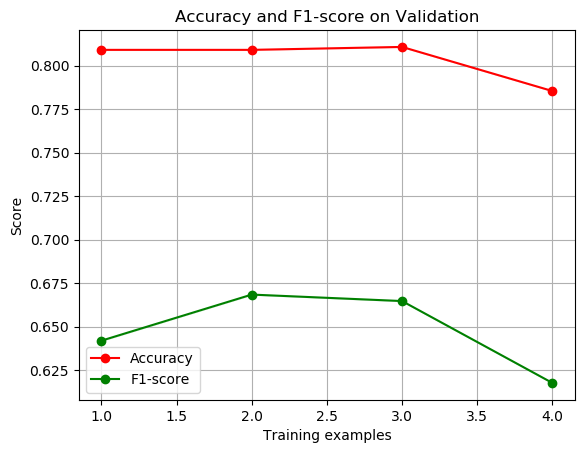 Accuracy and F1-score on Validation
Score
0.800
0.775
0.750
0.725
0.700
0.675
0.650
0.625
Accuracy
F1-score
1.0 1.5 2.0 2.5 3.0 3.5 4.0
Training examples